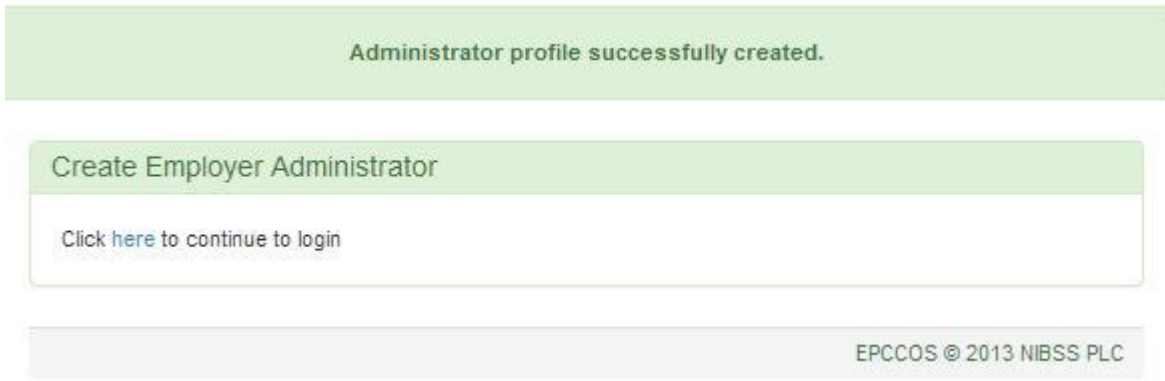 Administrator profile successfully created.
Create Employer Administrator
Click here to continue to login
EPCCOS © 2013 NIBSS PLC